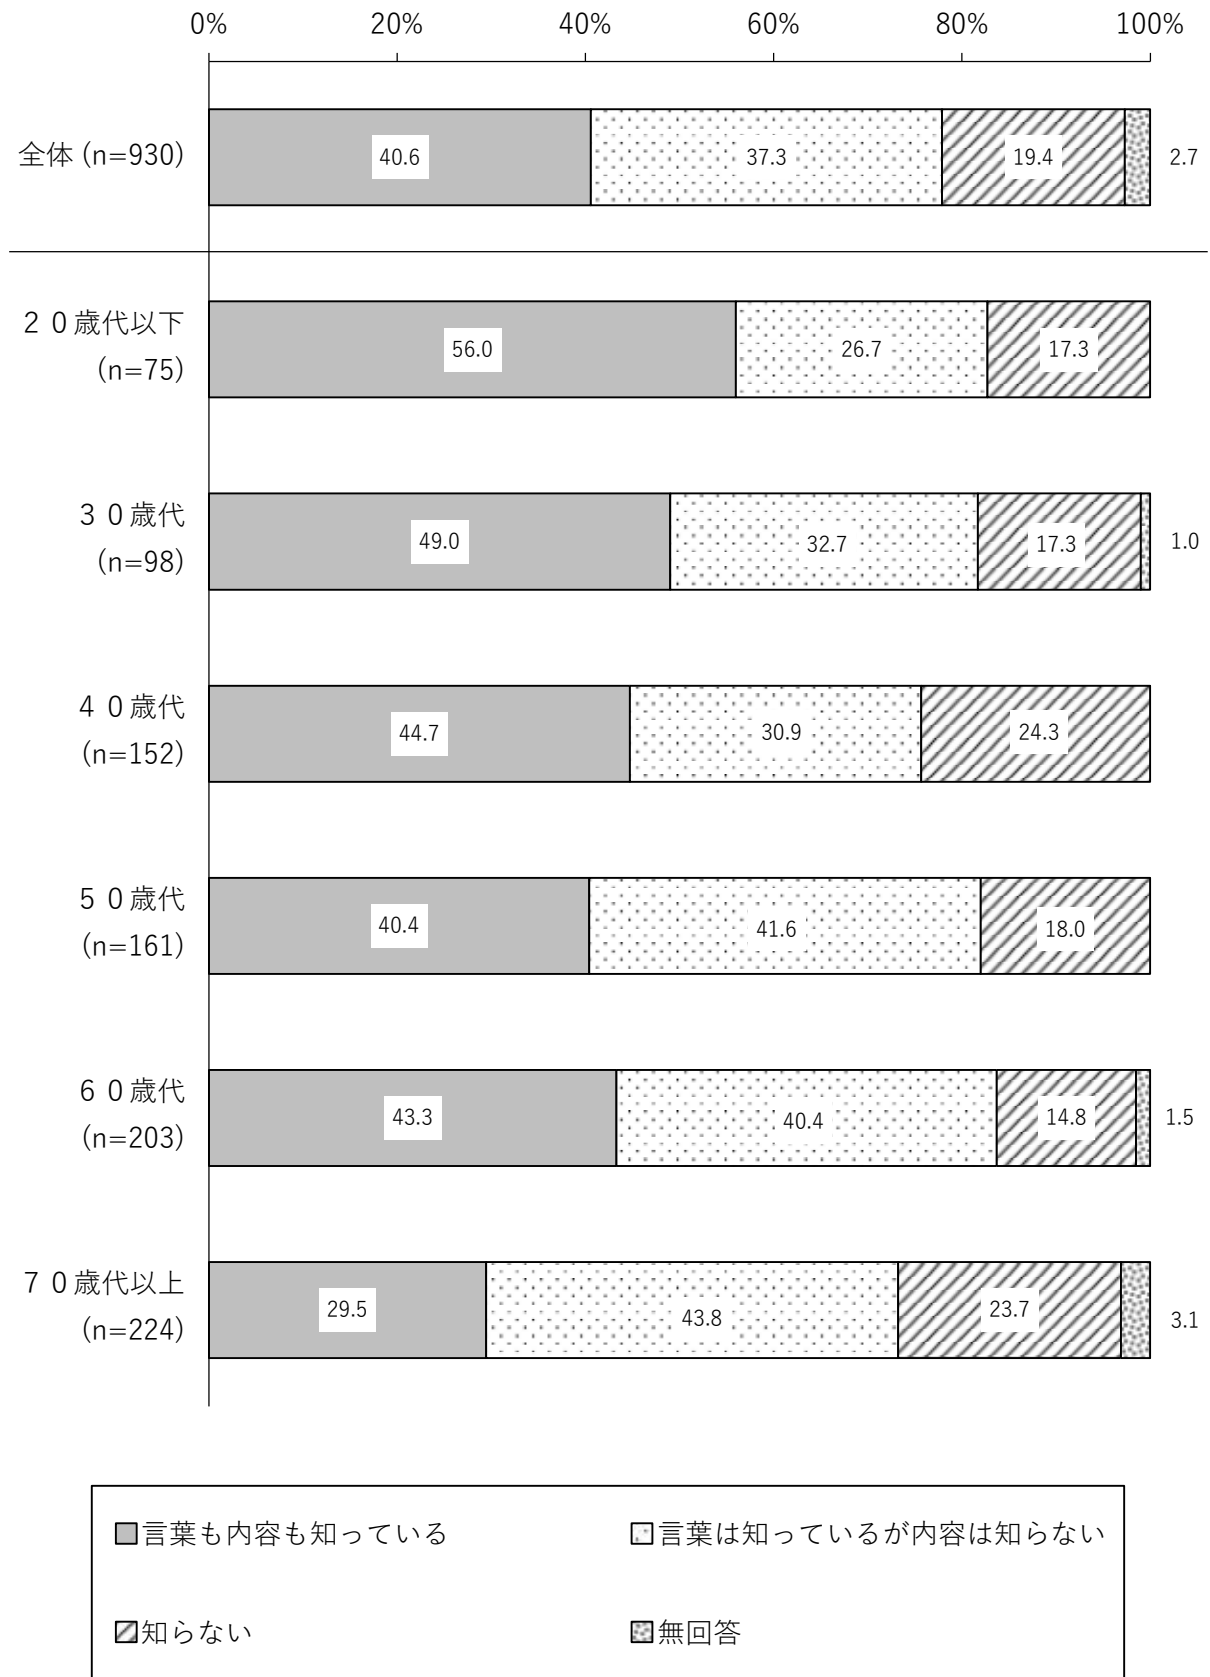 0% 20% 40% 60% 80% 100%
全体 (n=930) 40.6 37.3 19.4 2.7
２０歳代以下
(n=75) 56.0 26.7 17.3
３０歳代
(n=98) 49.0 32.7 17.3 1.0
４０歳代
(n=152) 44.7 30.9 24.3
５０歳代
(n=161) 40.4 41.6 18.0
６０歳代
(n=203) 43.3 40.4 14.8 1.5
７０歳代以上
(n=224) 29.5 43.8 23.7 3.1
言葉も内容も知っている 言葉は知っているが内容は知らない
知らない 無回答